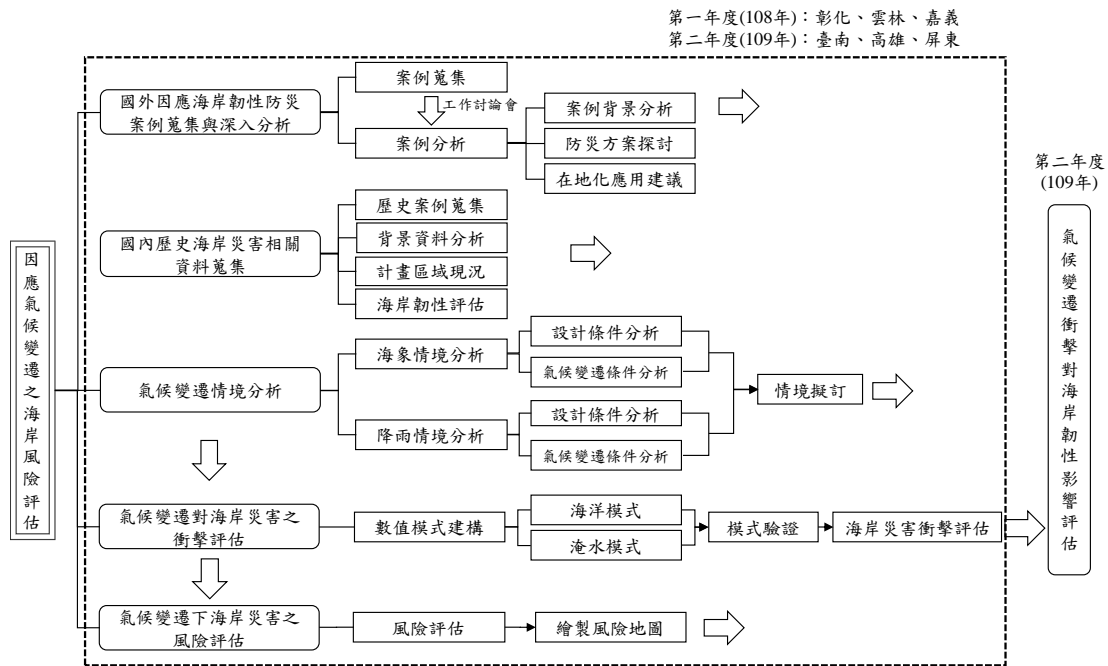 第一年度(108年)：彰化、雲林、嘉義
第二年度(109年)：臺南、高雄、屏東
因應氣候變遷之海岸風險評估
國外因應海岸韌性防災
案例蒐集與深入分析
案例蒐集
工作討論會
案例分析
案例背景分析
防災方案探討
在地化應用建議
國內歷史海岸災害相關
資料蒐集
歷史案例蒐集
背景資料分析
計畫區域現況
海岸韌性評估
氣候變遷情境分析
海象情境分析
設計條件分析
氣候變遷條件分析
降雨情境分析
設計條件分析
氣候變遷條件分析
情境擬訂
氣候變遷對海岸災害之
衝擊評估
數值模式建構
海洋模式
淹水模式
模式驗證
海岸災害衝擊評估
氣候變遷下海岸災害之
風險評估
風險評估
繪製風險地圖
第二年度
(109年)
氣候變遷衝擊對海岸韌性影響評估